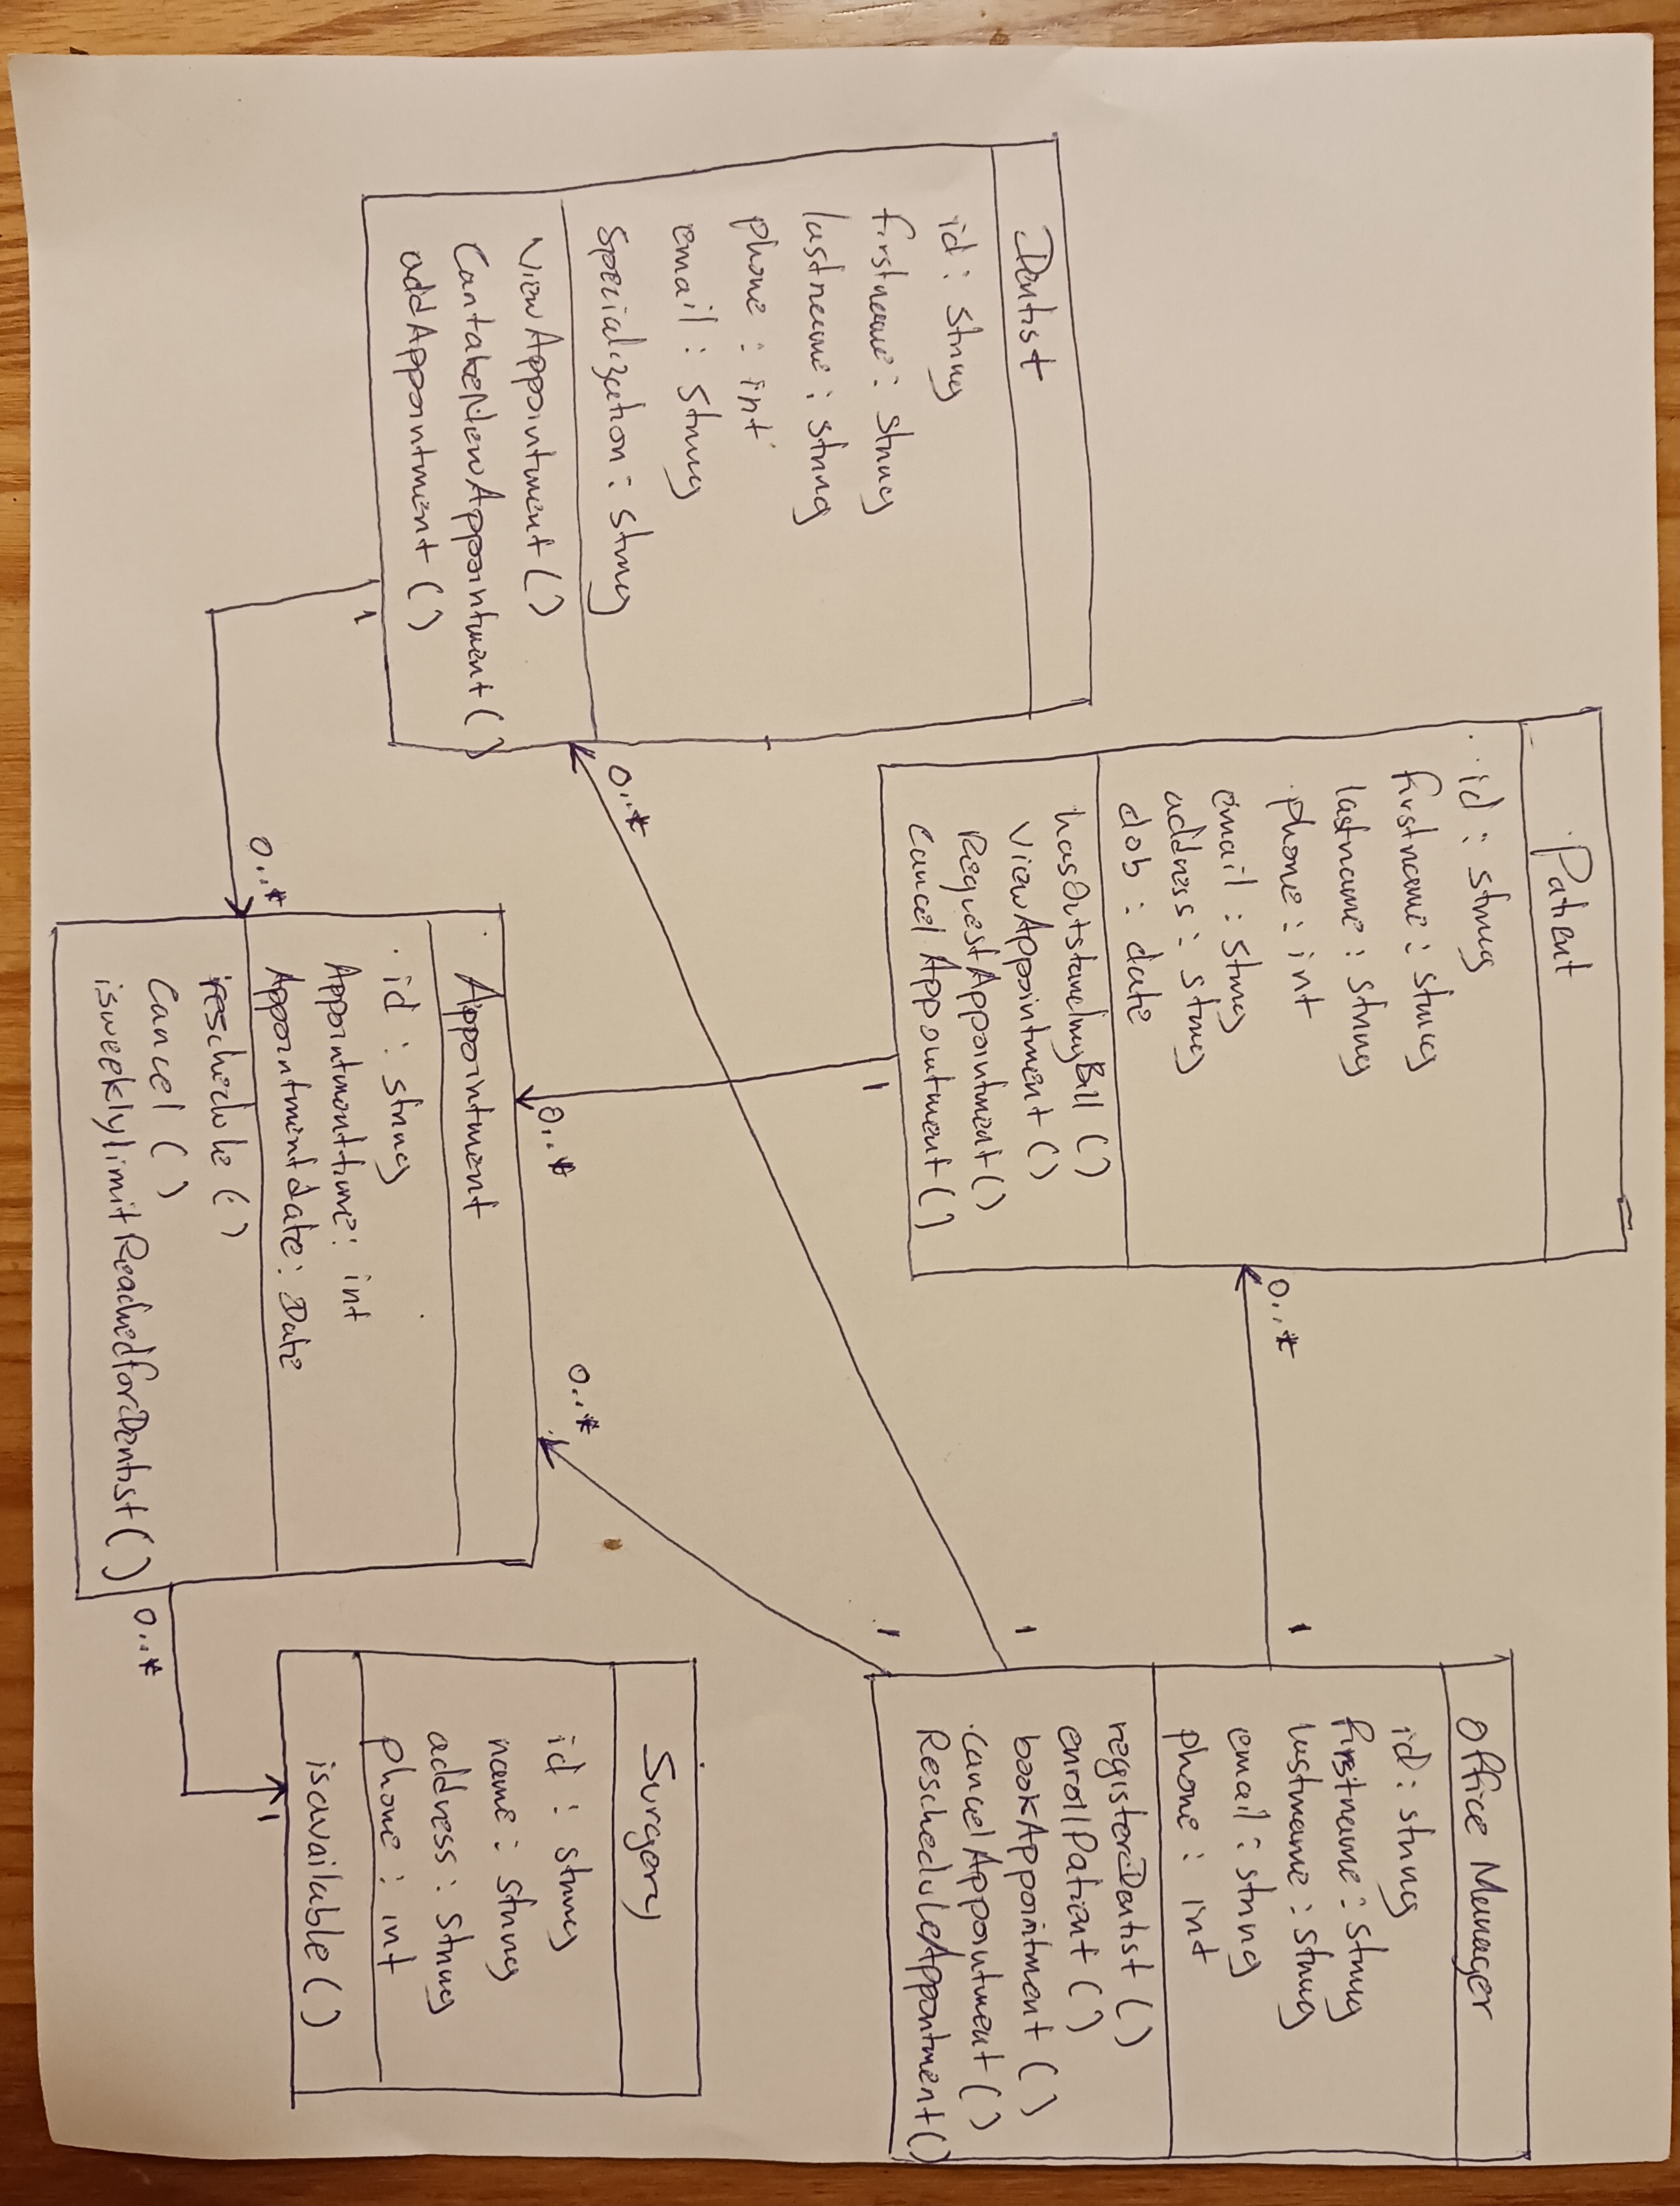 Dentist
id : string
firstname : string
lastname : string
phone : int
email : string
Specialization : string
ViewAppointment ( )
CantakeNewAppointment ( )
addAppointment ( )
1
0..*
0..*
Patient
id : string
firstname : string
lastname : string
phone : int
email : string
address : string
dob : date
hasOutstandingBill ( )
ViewAppointment ( )
RequestAppointment ( )
Cancel Appointment ( )
1
0..*
0..*
Office Manager
id : string
firstname : string
lastname : string
email : string
phone : int
registerDentist ( )
enrollPatient ( )
bookAppointment ( )
cancelAppointment ( )
RescheduleAppointment ( )
1
1
1
Appointment
id : string
Appointmenttime : int
Appointmentdate : Date
reschedule ( )
Cancel ( )
isweeklylimitReachedforDentist ( )
0..*
0..*
Surgery
id : string
name : string
address : string
phone : int
isavailable ( )
1